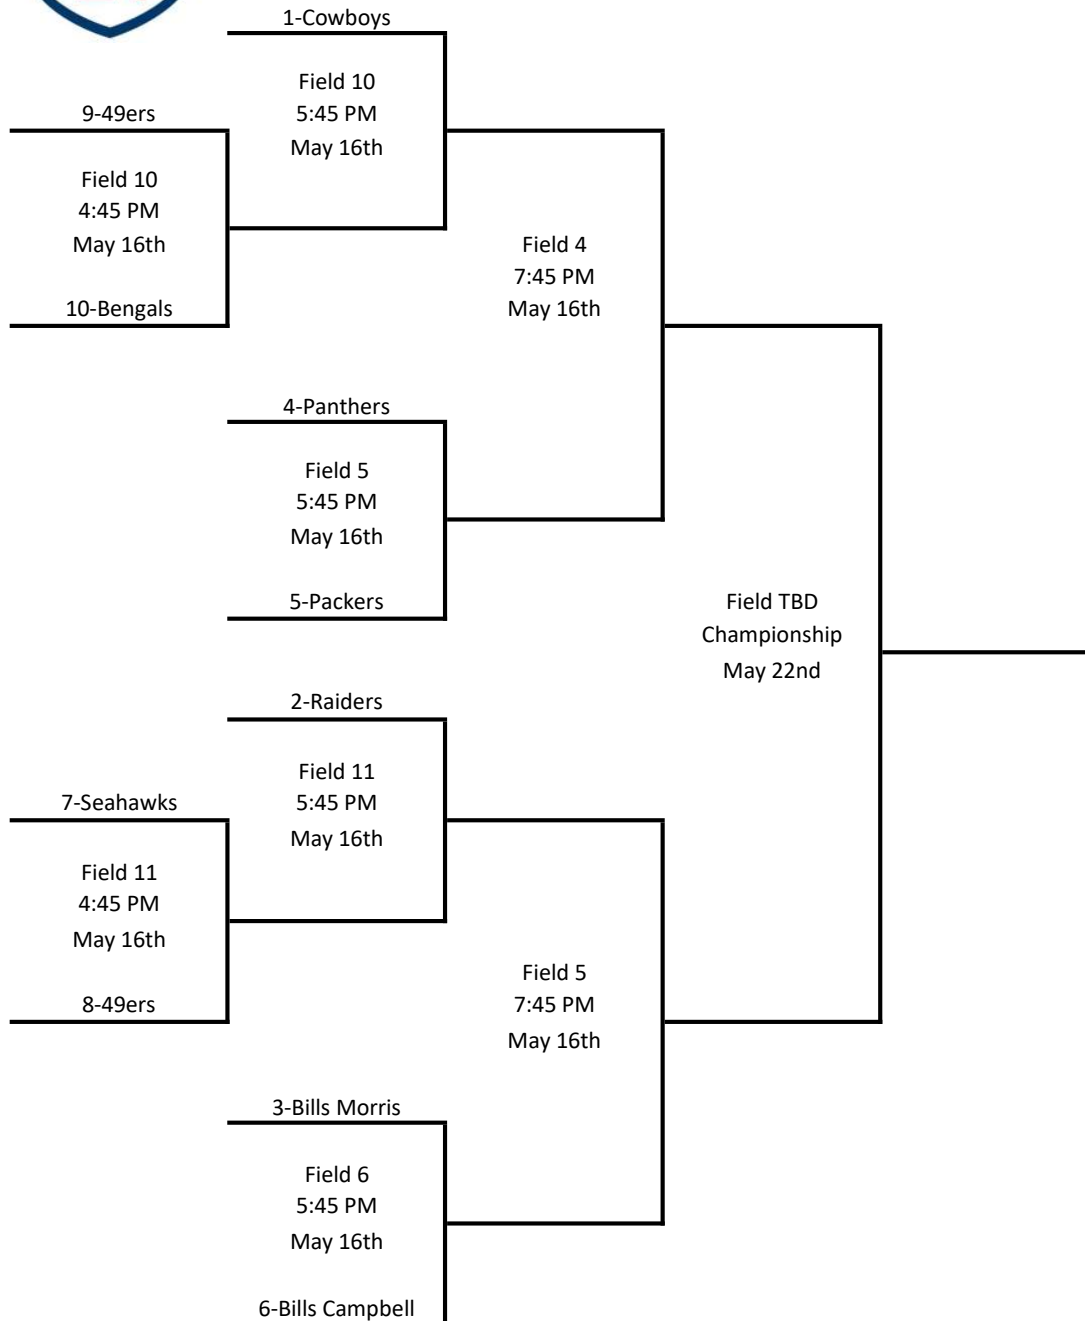 1-Cowboys
Field 10
5:45 PM
May 16th
9-49ers
Field 10
4:45 PM
May 16th
10-Bengals
Field 4
7:45 PM
May 16th
4-Panthers
Field 5
5:45 PM
May 16th
5-Packers
Field TBD
Championship
May 22nd
2-Raiders
Field 11
5:45 PM
May 16th
7-Seahawks
Field 11
4:45 PM
May 16th
8-49ers
Field 5
7:45 PM
May 16th
3-Bills Morris
Field 6
5:45 PM
May 16th
6-Bills Campbell